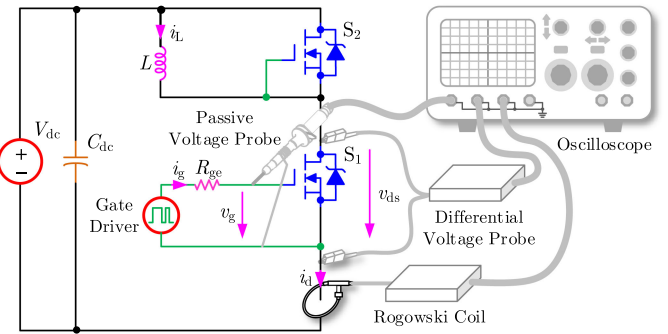 i_L
S_2
L
Passive
Voltage Probe
Oscilloscope
V_dc
C_dc
S_1
i_g
R_ge
v_ds
Gate
Driver
v_g
Differential
Voltage Probe
i_d
Rogowski Coil